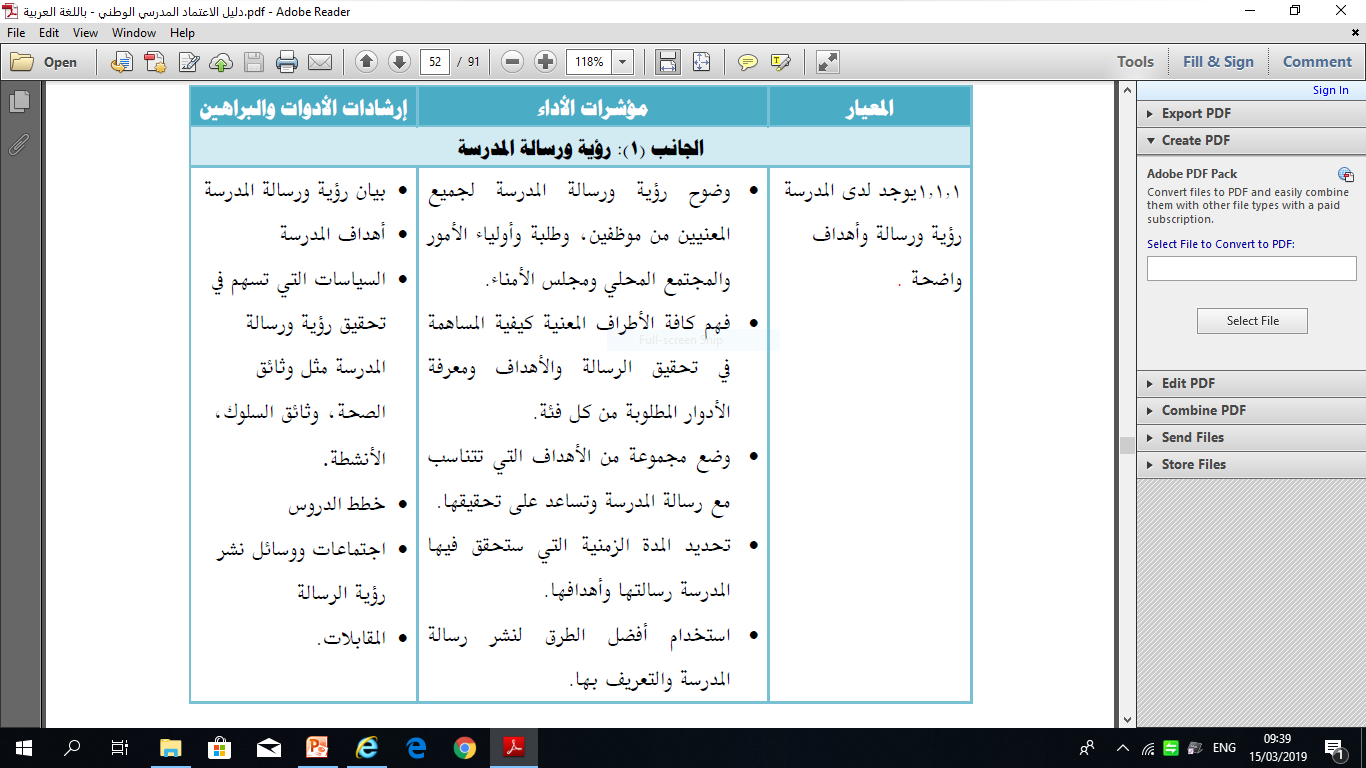 دليل الاعتماد المدرسي الوطني - باللغة العربية.pdf - Adobe Reader
File Edit View Window Help
Open 52 / 91 118% Tools Fill & Sign Comment
Sign In
Export PDF
Create PDF
Adobe PDF Pack
Convert files to PDF and easily combine
them with other file types with a paid
subscription.
Select File to Convert to PDF:
Select File
Edit PDF
Combine PDF
Send Files
Store Files
المعيار
مؤشرات الأداء
إرشادات الأدوات والبراهين
الجانب (١): رؤية ورسالة المدرسة
١,١,١يوجد لدى المدرسة
رؤية ورسالة وأهداف
واضحة .
• وضوح رؤية ورسالة المدرسة لجميع
المعنيين من موظفين، وطلبة وأولياء الأمور
والمجتمع المحلي ومجلس الأمناء.
• فهم كافة الأطراف المعنية كيفية المساهمة
في تحقيق الرسالة والأهداف ومعرفة
الأدوار المطلوبة من كل فئة.
• وضع مجموعة من الأهداف التي تتناسب
مع رسالة المدرسة وتساعد على تحقيقها.
• تحديد المدة الزمنية التي ستحقق فيها
المدرسة رسالتها وأهدافها.
• استخدام أفضل الطرق لنشر رسالة
المدرسة والتعريف بها.
• بيان رؤية ورسالة المدرسة
• أهداف المدرسة
• السياسات التي تسهم في
تحقيق رؤية ورسالة
المدرسة مثل وثائق
الصحة، وثائق السلوك،
الأنشطة.
• خطط الدروس
• اجتماعات ووسائل نشر
رؤية الرسالة
• المقابلات.
Full-screen Snip
ENG
09:39
15/03/2019
1